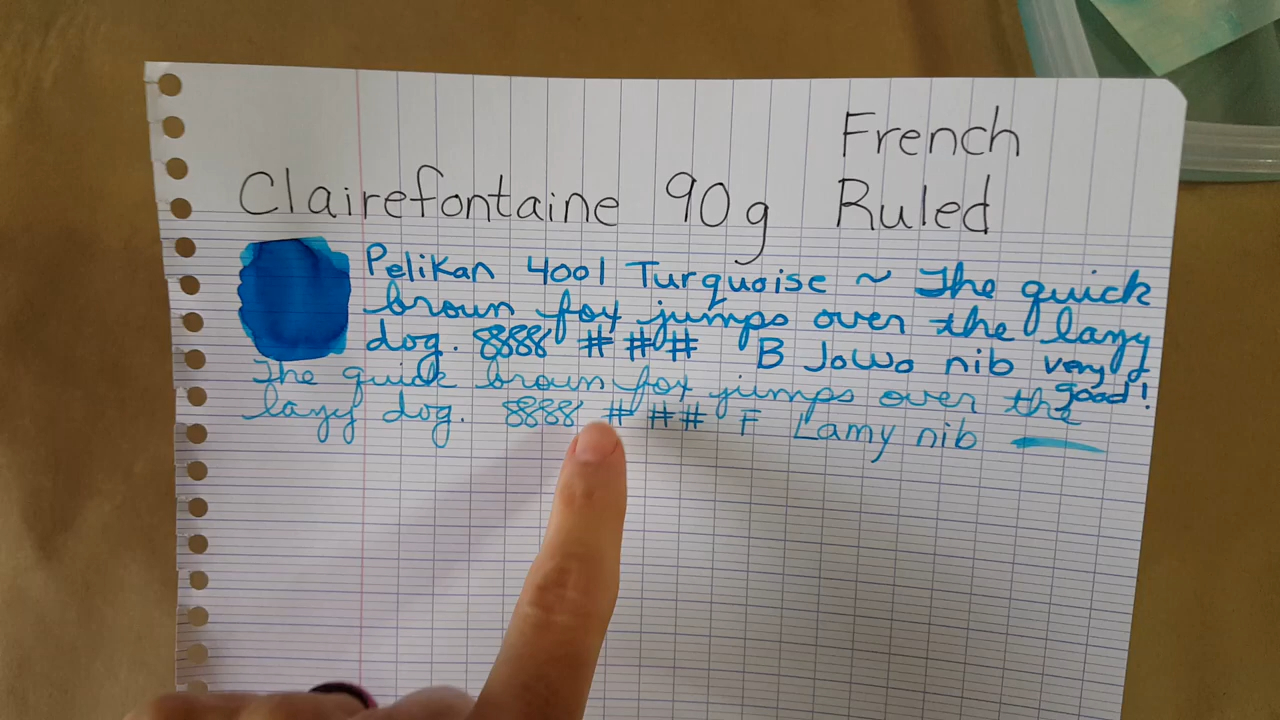 French
Clairefontaine 90g Ruled
Pelikan 4001 Turquoise ~ The quick
brown fox jumps over the lazy
dog. 8888 # # # B JoWo nib very
good!
The quick brown fox jumps over the
lazy dog. 8888 # ## F Lamy nib